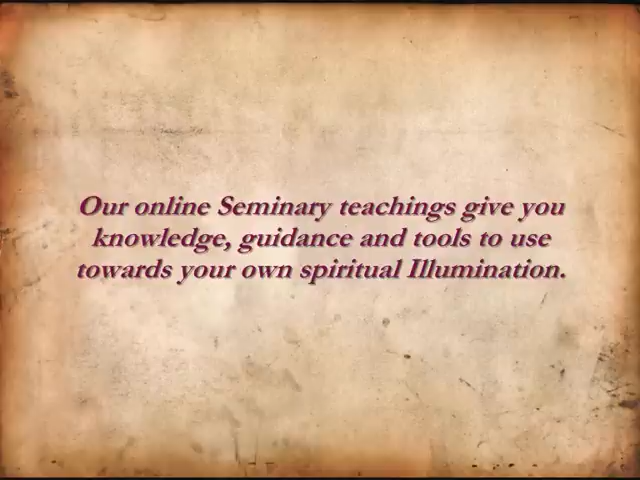 Our online Seminary teachings give you
knowledge, guidance and tools to use
towards your own spiritual Illumination.